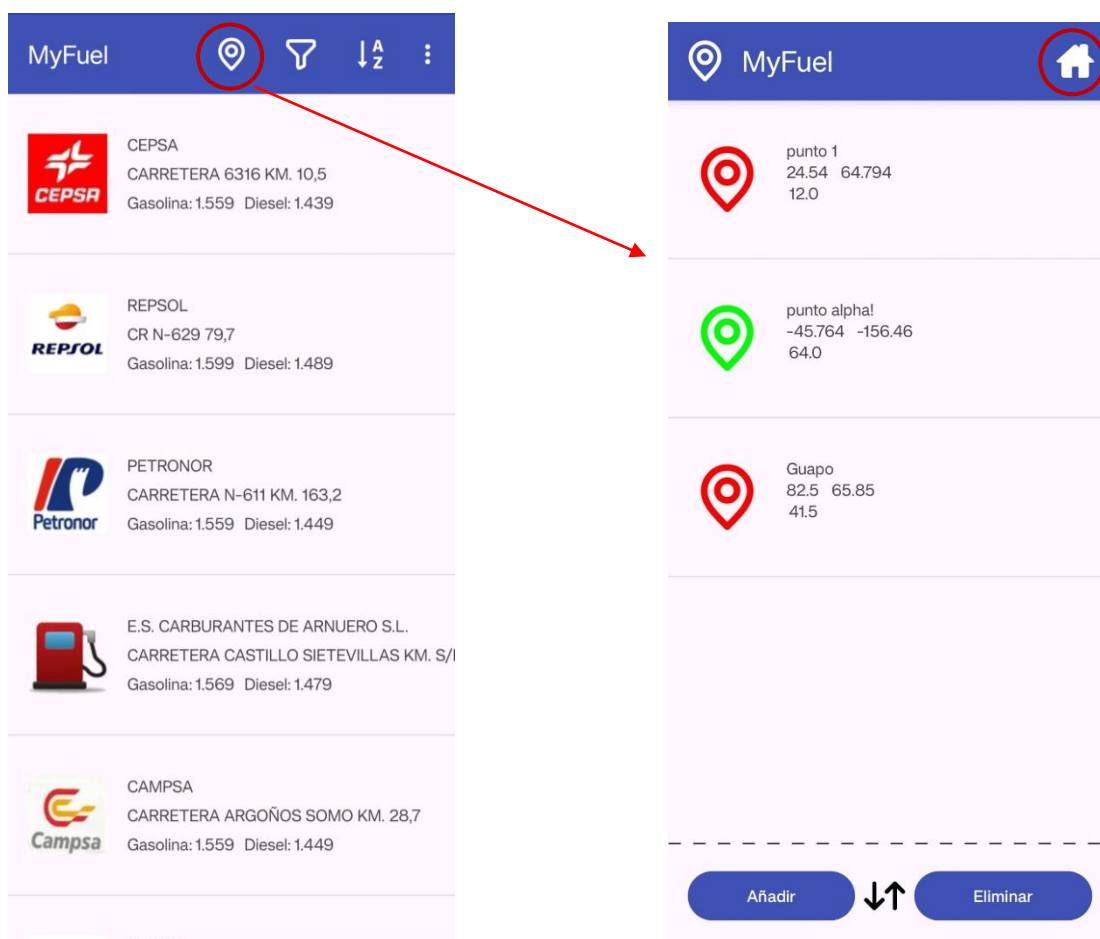 MyFuel
A
Z
CEPSA
CEPSA
CARRETERA 6316 KM. 10,5
Gasolina: 1.559 Diesel: 1.439
REPSOL
REPSOL
CR N-629 79,7
Gasolina: 1.599 Diesel: 1.489
Petronor
PETRONOR
CARRETERA N-611 KM. 163,2
Gasolina: 1.559 Diesel: 1.449
E.S. CARBURANTES DE ARNUERO S.L.
CARRETERA CASTILLO SIETEVILLAS KM. S/
Gasolina: 1.569 Diesel: 1.479
Campsa
CAMPSA
CARRETERA ARGOÑOS SOMO KM. 28,7
Gasolina: 1.559 Diesel: 1.449
MyFuel
punto 1
24.54 64.794
12.0
punto alpha!
-45.764 -156.46
64.0
Guapo
82.5 65.85
41.5
Añadir
Eliminar